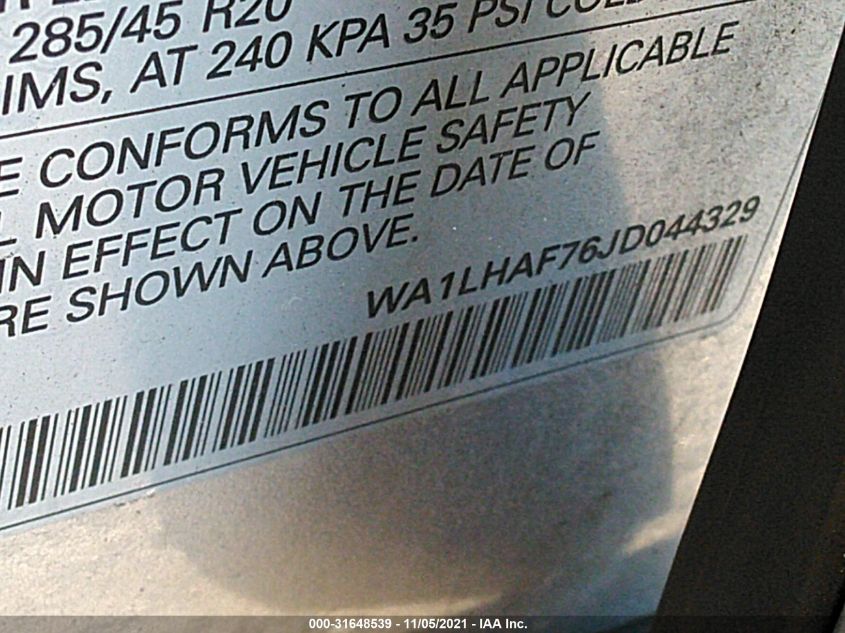 285/45 R20
IMS, AT 240 KPA 35 PSI
E CONFORMS TO ALL APPLICABLE
L MOTOR VEHICLE SAFETY
IN EFFECT ON THE DATE OF
RE SHOWN ABOVE.
WA1LHAF76JD044329
000-31648539 - 11/05/2021 - IAA Inc.